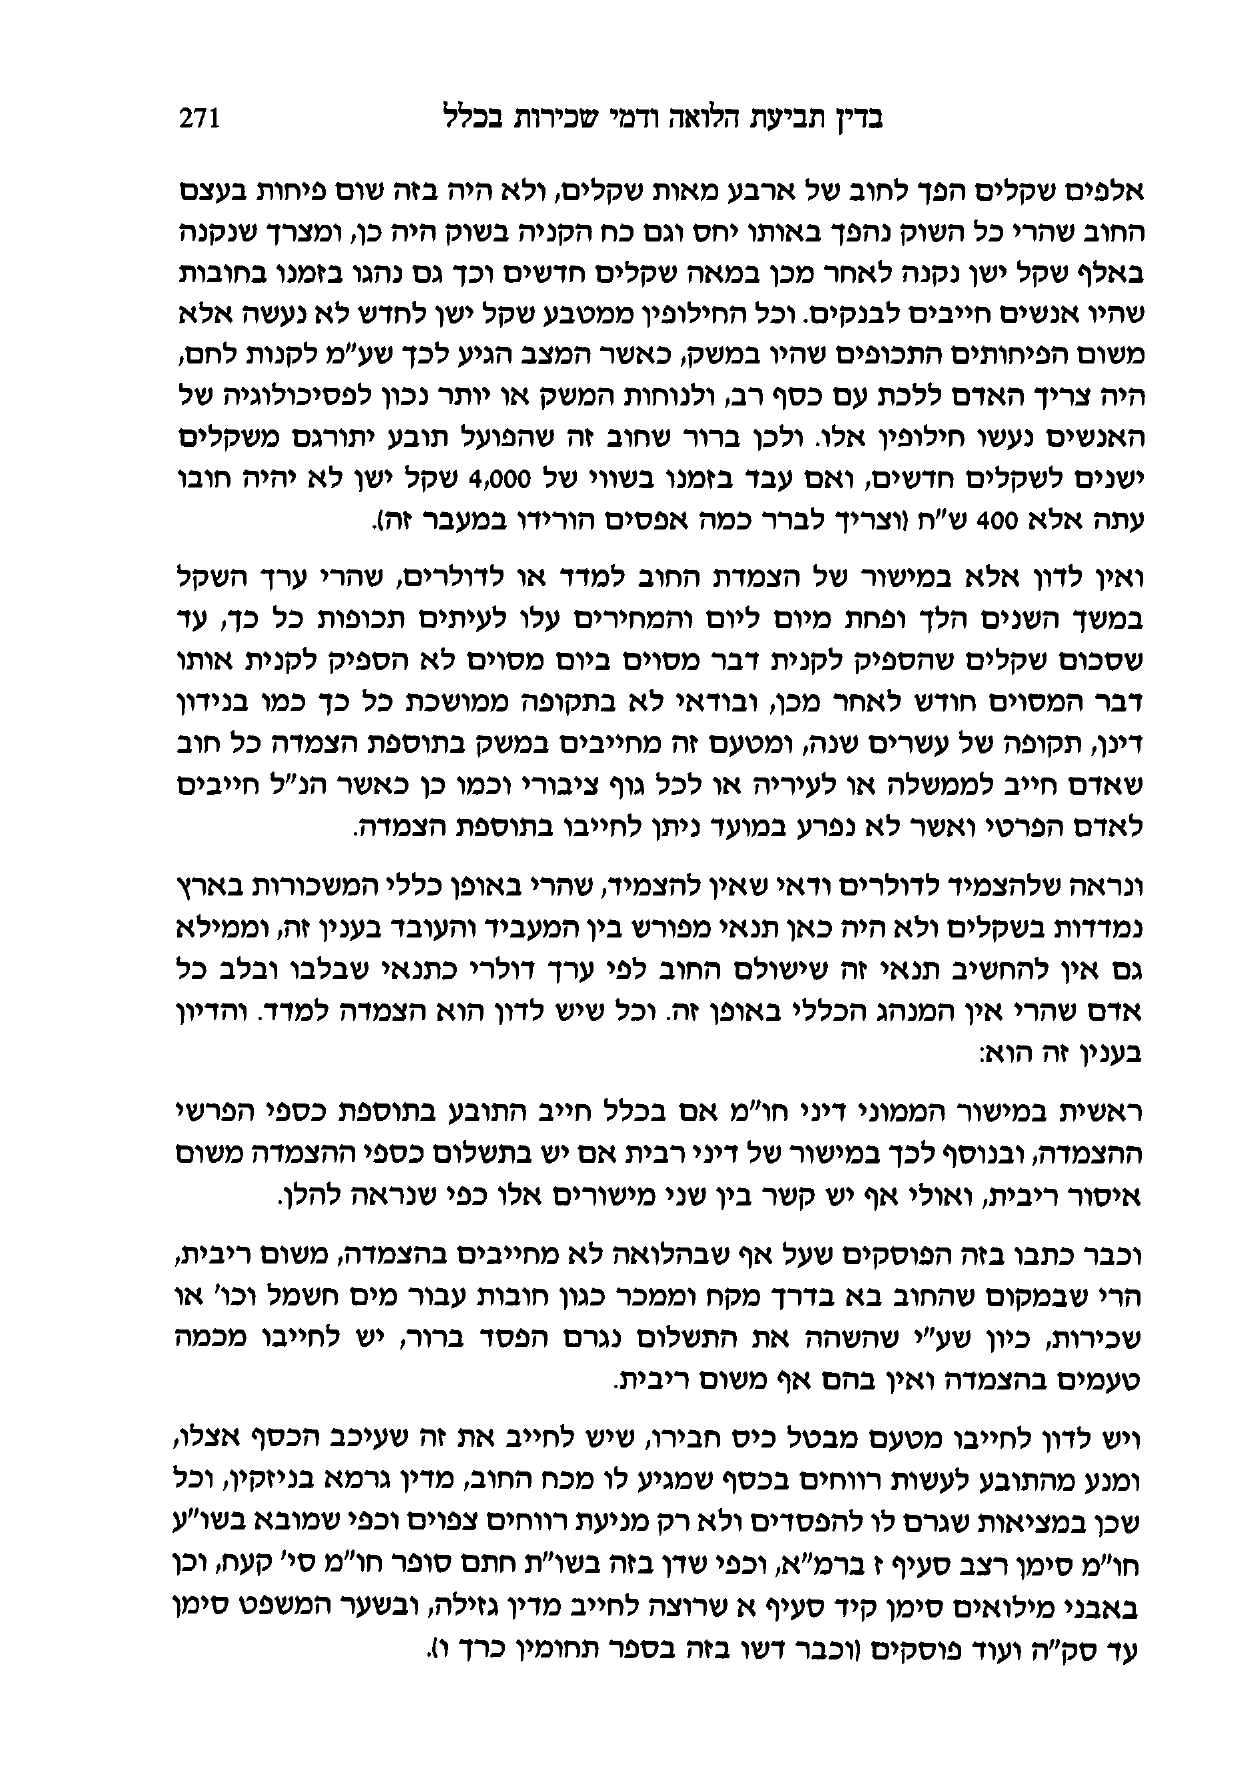 בדין תביעת הלואה ודמי שכירות בכלל 271
אלפים שקלים הפך לחוב של ארבע מאות שקלים, ולא היה בזה שום פיחות בעצם
החוב שהרי כל השוק נהפך באותו יחס וגם כח הקניה בשוק היה כן, ומצרך שנקנה
באלף שקל ישן נקנה לאחר מכן במאה שקלים חדשים וכך גם נהגו בזמנו בחובות
שהיו אנשים חייבים לבנקים. וכל החילופין ממטבע שקל ישן לחדש לא נעשה אלא
משום הפיחותים התכופים שהיו במשק, כאשר המצב הגיע לכך שע"מ לקנות לחם,
היה צריך האדם ללכת עם כסף רב, ולנוחות המשק או יותר נכון לפסיכולוגיה של
האנשים נעשו חילופין אלו. ולכן ברור שחוב זה שהפועל תובע יתורגם משקלים
ישנים לשקלים חדשים, ואם עבד בזמנו בשווי של 4,000 שקל ישן לא יהיה חובו
עתה אלא 400 ש"ח (וצריך לברר כמה אפסים הורידו במעבר זה).
ואין לדון אלא במישור של הצמדת החוב למדד או לדולרים, שהרי ערך השקל
במשך השנים הלך ופחת מיום ליום והמחירים עלו לעיתים תכופות כל כך, עד
שסכום שקלים שהספיק לקנית דבר מסוים ביום מסוים לא הספיק לקנית אותו
דבר המסוים חודש לאחר מכן, ובודאי לא בתקופה ממושכת כל כך כמו בנידון
דינן, תקופה של עשרים שנה, ומטעם זה מחייבים במשק בתוספת הצמדה כל חוב
שאדם חייב לממשלה או לעיריה או לכל גוף ציבורי וכמו כן כאשר הנ"ל חייבים
לאדם הפרטי ואשר לא נפרע במועד ניתן לחייבו בתוספת הצמדה.
ונראה שלהצמיד לדולרים ודאי שאין להצמיד, שהרי באופן כללי המשכורות בארץ
נמדדות בשקלים ולא היה כאן תנאי מפורש בין המעביד והעובד בענין זה, וממילא
גם אין להחשיב תנאי זה שישולם החוב לפי ערך דולרי כתנאי שבלבו ובלב כל
אדם שהרי אין המנהג הכללי באופן זה. וכל שיש לדון הוא הצמדה למדד. והדיון
בענין זה הוא:
ראשית במישור הממוני דיני חו"מ אם בכלל חייב התובע בתוספת כספי הפרשי
ההצמדה, ובנוסף לכך במישור של דיני רבית אם יש בתשלום כספי ההצמדה משום
איסור ריבית, ואולי אף יש קשר בין שני מישורים אלו כפי שנראה להלן.
וכבר כתבו בזה הפוסקים שעל אף שבהלואה לא מחייבים בהצמדה, משום ריבית,
הרי שבמקום שהחוב בא בדרך מקח וממכר כגון חובות עבור מים חשמל וכו' או
שכירות, כיון שע"י שהשהה את התשלום נגרם הפסד ברור, יש לחייבו מכמה
טעמים בהצמדה ואין בהם אף משום ריבית.
ויש לדון לחייבו מטעם מבטל כיס חבירו, שיש לחייב את זה שעיכב הכסף אצלו,
ומנע מהתובע לעשות רווחים בכסף שמגיע לו מכח החוב, מדין גרמא בניזקין, וכל
שכן במציאות שגרם לו להפסדים ולא רק מניעת רווחים צפוים וכפי שמובא בשו"ע
חו"מ סימן רצב סעיף ז ברמ"א, וכפי שדן בזה בשו"ת חתם סופר חו"מ סי' קעח, וכן
באבני מילואים סימן קיד סעיף א שרוצה לחייב מדין גזילה, ובשער המשפט סימן
עד סק"ה ועוד פוסקים (וכבר דשו בזה בספר תחומין כרך ו).